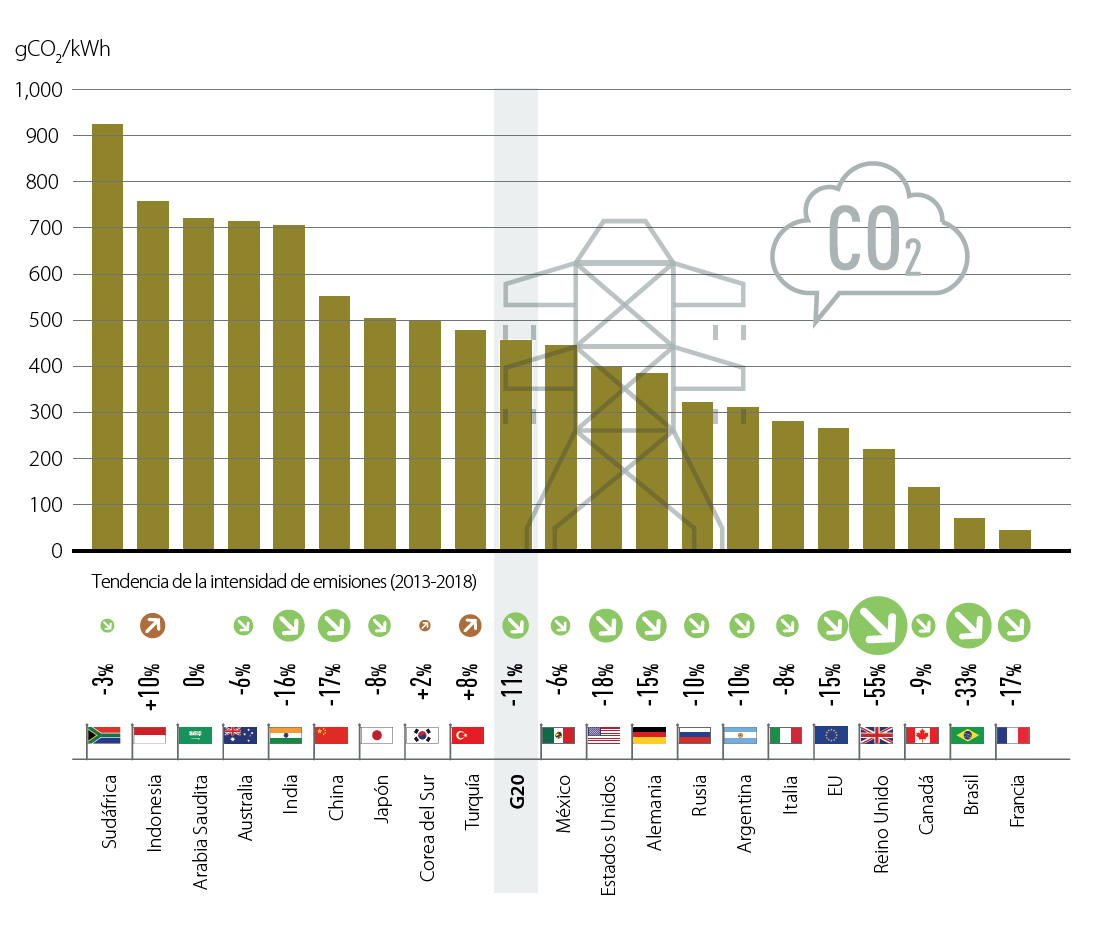 gCO₂/kWh
1,000
900
800
700
600
500
400
300
200
100
0
CO₂
Tendencia de la intensidad de emisiones (2013-2018)
-3% +10% 0% -6% -16% -17% -8% +2% +8% -11% -6% -18% -15% -10% -10% -8% -15% -55% -9% -33% -17%
Sudáfrica
Indonesia
Arabia Saudita
Australia
India
China
Japón
Corea del Sur
Turquía
G20
México
Estados Unidos
Alemania
Rusia
Argentina
Italia
EU
Reino Unido
Canadá
Brasil
Francia